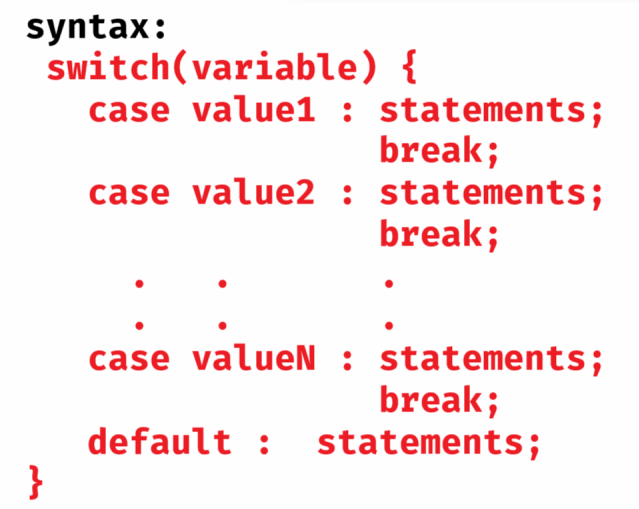 syntax:
switch(variable) {
case value1 : statements;
break;
case value2 : statements;
break;
. . .
. . .
case valueN : statements;
break;
default : statements;
}